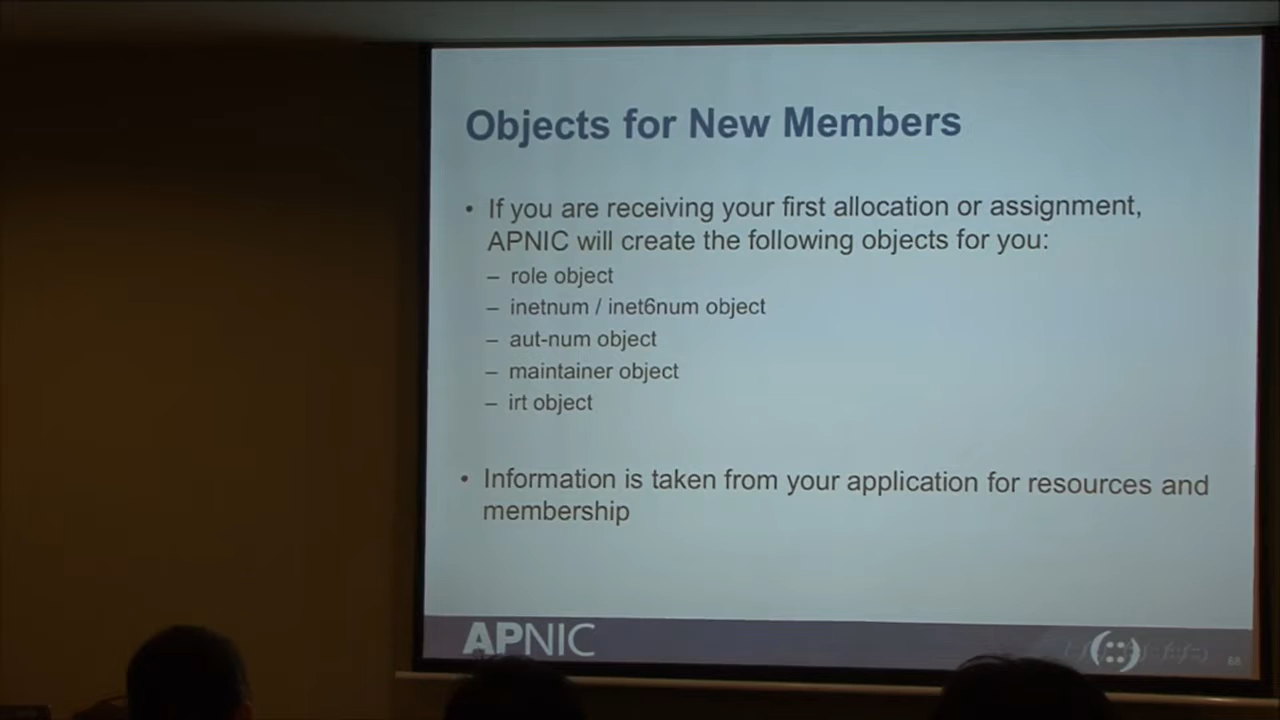 Objects for New Members
• If you are receiving your first allocation or assignment,
APNIC will create the following objects for you:
– role object
– inetnum / inet6num object
– aut-num object
– maintainer object
– irt object
• Information is taken from your application for resources and
membership
APNIC
(::)
68